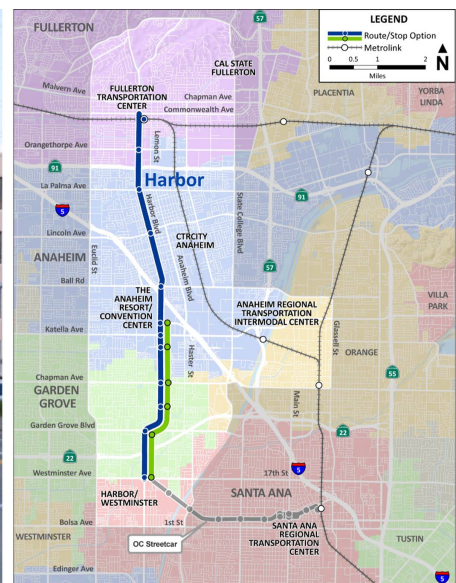 LEGEND
Route/Stop Option
Metrolink
0 0.5 1 2
Miles
N
FULLERTON
57
CAL STATE
FULLERTON
FULLERTON
TRANSPORTATION
CENTER
Malvern Ave
Chapman Ave
Commonwealth Ave
PLACENTIA
YORBA
LINDA
Orangethorpe Ave
Lemon St
91
La Palma Ave
Harbor
Harbor Blvd
State College Blvd
91
5
Lincoln Ave
CTRCITY
ANAHEIM
ANAHEIM
Euclid St
Anaheim Blvd
57
Ball Rd
THE
ANAHEIM
RESORT/
CONVENTION
CENTER
ANAHEIM REGIONAL
TRANSPORTATION
INTERMODAL CENTER
VILLA
PARK
Katella Ave
Haster St
Glassell St
ORANGE
55
Chapman Ave
GARDEN
GROVE
Main St
Garden Grove Blvd
22
22
Westminster Ave
17th St
5
HARBOR/
WESTMINSTER
SANTA ANA
Bolsa Ave
1st St
WESTMINSTER
OC Streetcar
SANTA ANA
REGIONAL
TRANSPORTATION
CENTER
TUSTIN
Edinger Ave
5